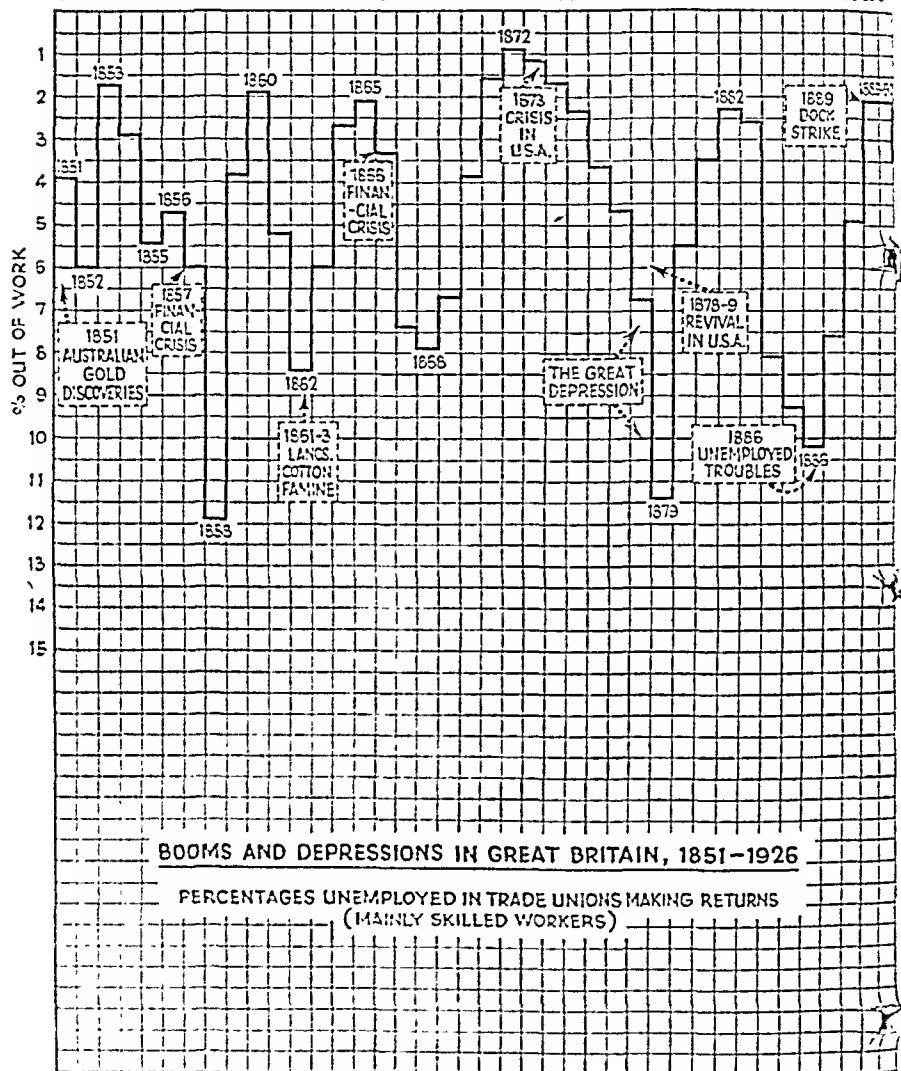 % OUT OF WORK
1
2
3
4
5
6
7
8
9
10
11
12
13
14
15
1851
1852
1853
1855
1856
1858
1860
1862
1865
1868
1872
1879
1882
1886
1851
AUSTRALIAN
GOLD
DISCOVERIES
1857
FINAN-
CIAL
CRISIS
1861-3
LANCS.
COTTON
FAMINE
1866
FINAN
-CIAL
CRISIS
1873
CRISIS
IN
U.S.A.
THE GREAT
DEPRESSION
1878-9
REVIVAL
IN U.S.A.
1886
UNEMPLOYED
TROUBLES
1889
DOCK
STRIKE
BOOMS AND DEPRESSIONS IN GREAT BRITAIN, 1851-1926
PERCENTAGES UNEMPLOYED IN TRADE UNIONS MAKING RETURNS
(MAINLY SKILLED WORKERS)